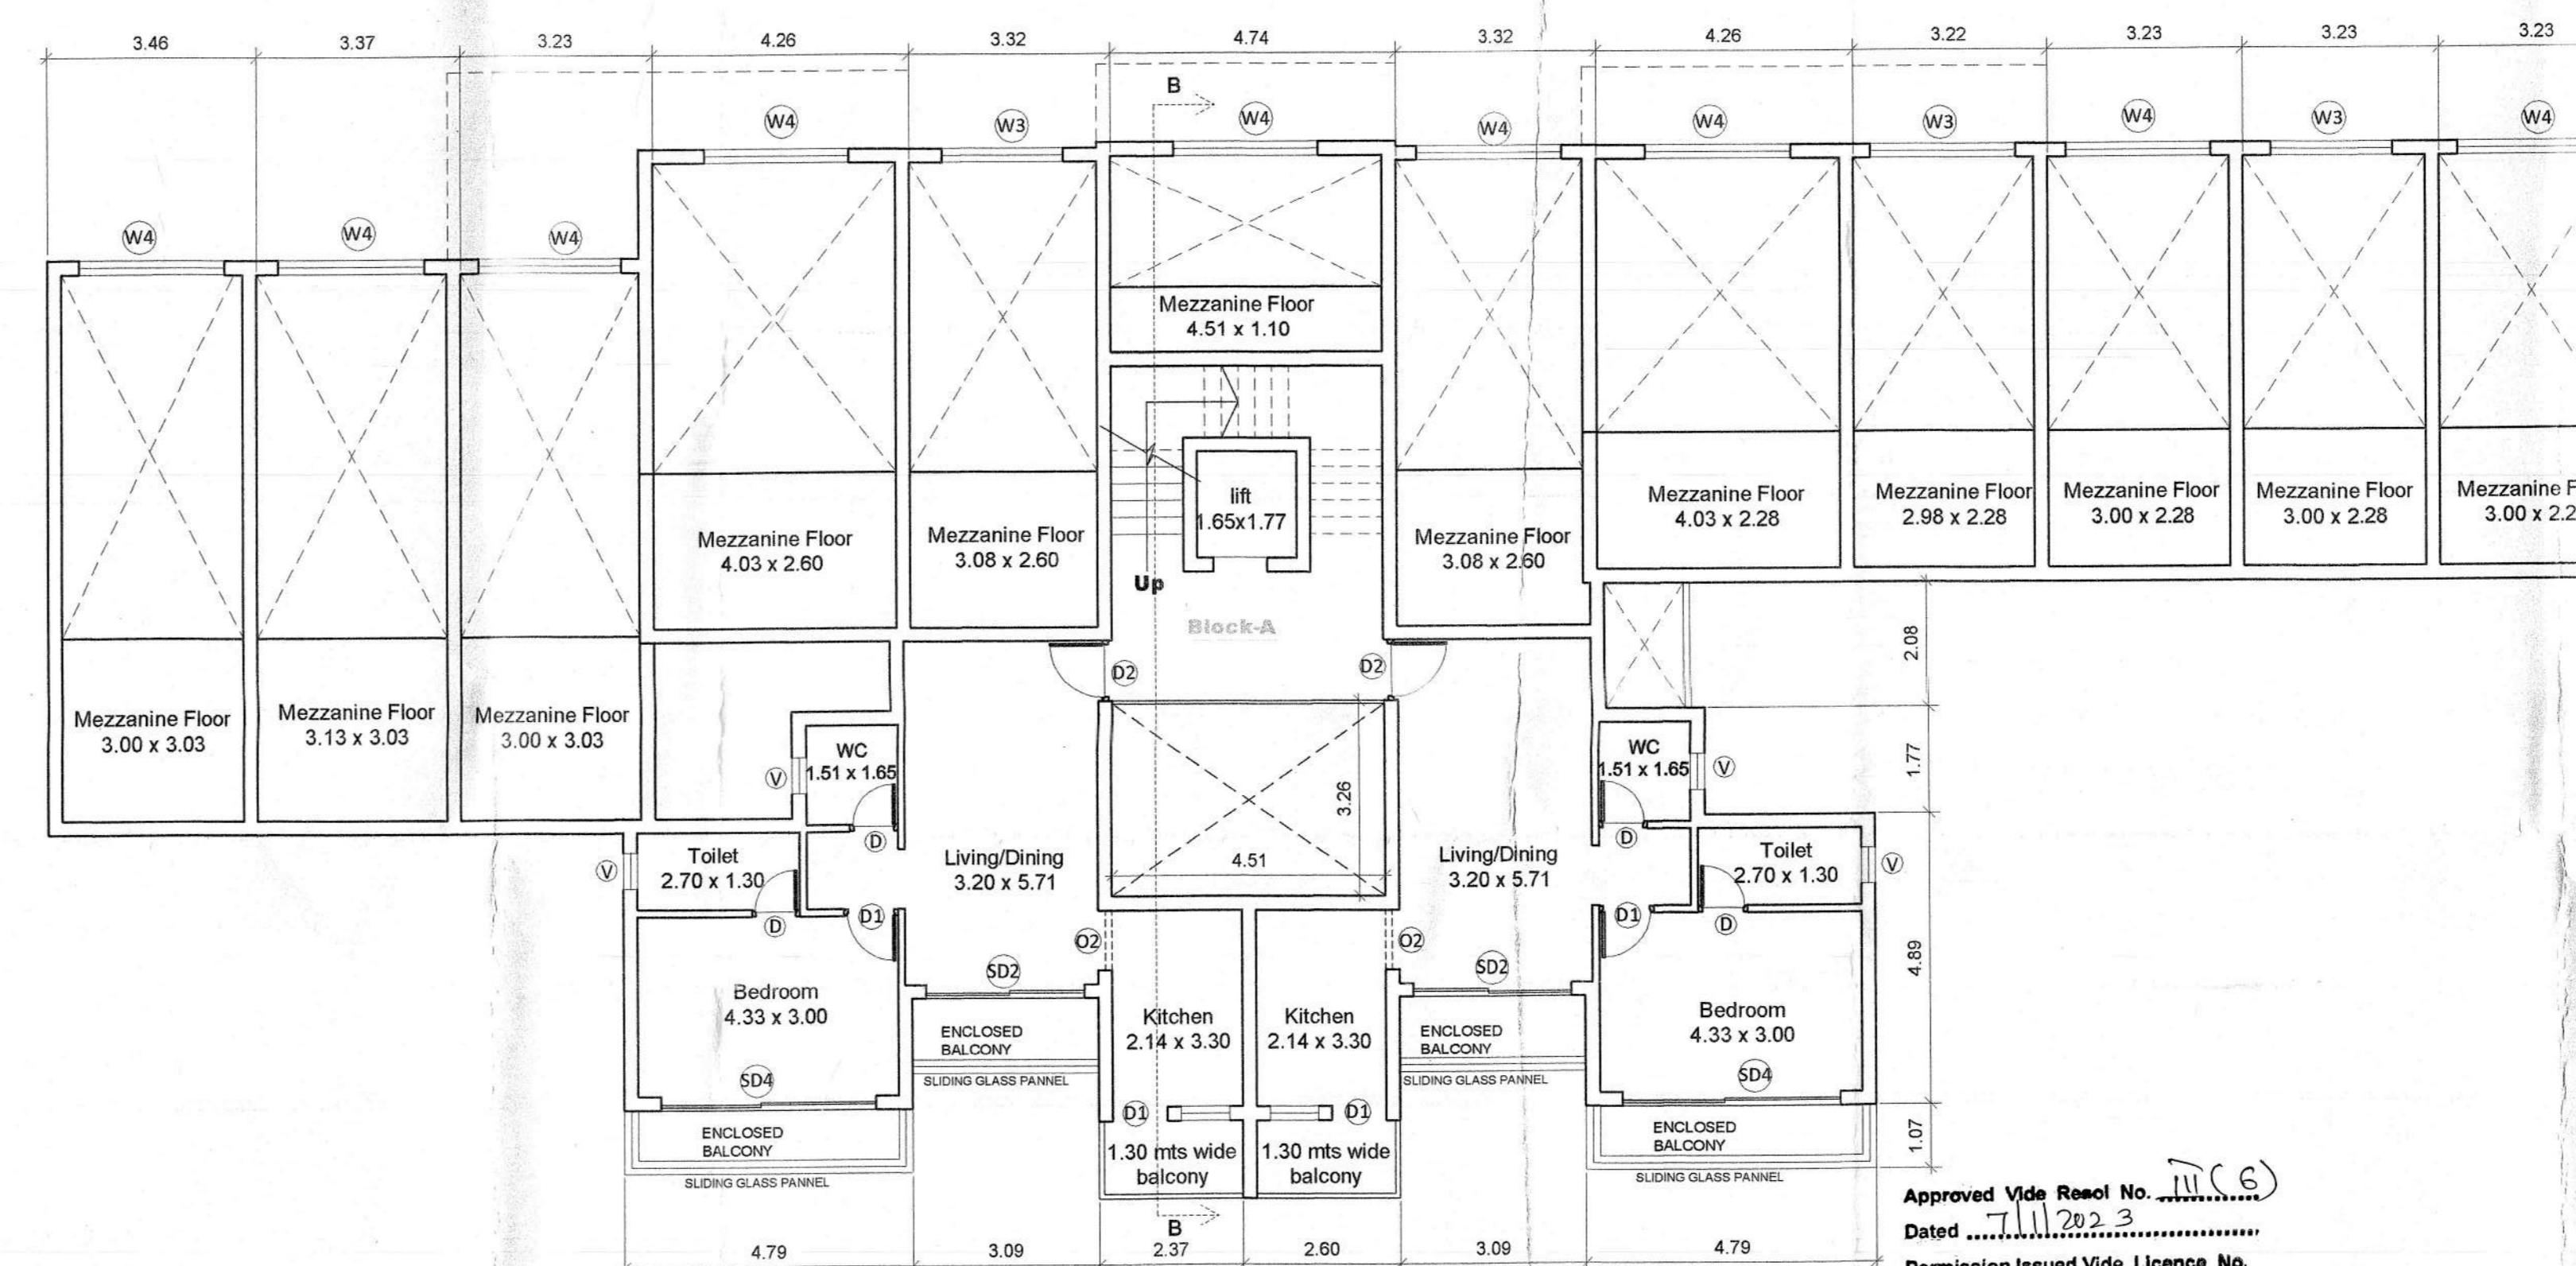 3.46 3.37 3.23 4.26 3.32 4.74 3.32 4.26 3.22 3.23 3.23 3.23
B
W4 W3 W4 W4 W4 W3 W4 W3 W4
W4 W4 W4
Mezzanine Floor
4.51 x 1.10
lift
1.65x1.77
Up
Block-A
Mezzanine Floor
4.03 x 2.60
Mezzanine Floor
3.08 x 2.60
Mezzanine Floor
3.08 x 2.60
Mezzanine Floor
4.03 x 2.28
Mezzanine Floor
2.98 x 2.28
Mezzanine Floor
3.00 x 2.28
Mezzanine Floor
3.00 x 2.28
Mezzanine F
3.00 x 2.2
2.08
D2 D2
Mezzanine Floor
3.00 x 3.03
Mezzanine Floor
3.13 x 3.03
Mezzanine Floor
3.00 x 3.03
WC
1.51 x 1.65
V
D
WC
1.51 x 1.65
V
D
1.77
3.26
4.51
Toilet
2.70 x 1.30
V
D
D1
Living/Dining
3.20 x 5.71
Living/Dining
3.20 x 5.71
Toilet
2.70 x 1.30
V
D1
D
O2 O2
SD2 SD2
4.89
Bedroom
4.33 x 3.00
SD4
ENCLOSED
BALCONY
SLIDING GLASS PANNEL
Kitchen
2.14 x 3.30
Kitchen
2.14 x 3.30
ENCLOSED
BALCONY
SLIDING GLASS PANNEL
Bedroom
4.33 x 3.00
SD4
D1 D1
ENCLOSED
BALCONY
SLIDING GLASS PANNEL
1.30 mts wide
balcony
1.30 mts wide
balcony
ENCLOSED
BALCONY
SLIDING GLASS PANNEL
1.07
B
4.79 3.09 2.37 2.60 3.09 4.79
Approved Vide Resol No. III (6)
Dated 7/1/2023
Permission Issued Vide Licence No.